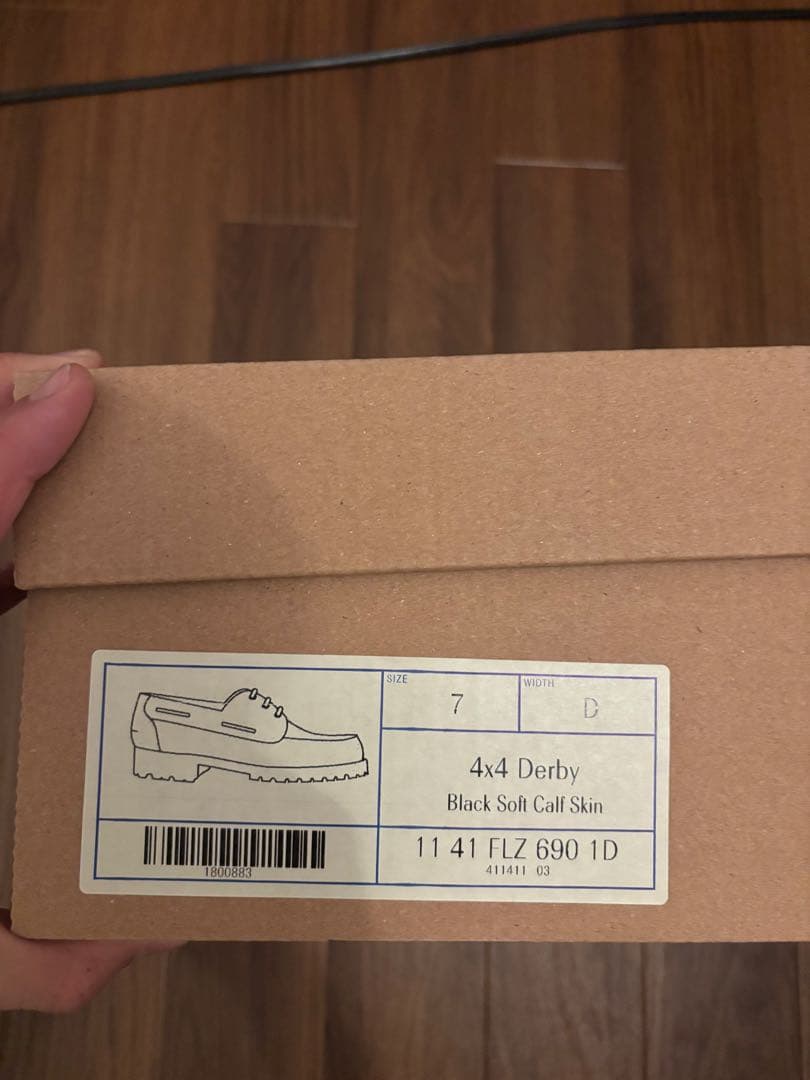 SIZE
7
WIDTH
D
4x4 Derby
Black Soft Calf Skin
1800883
11 41 FLZ 690 1D
411411 03